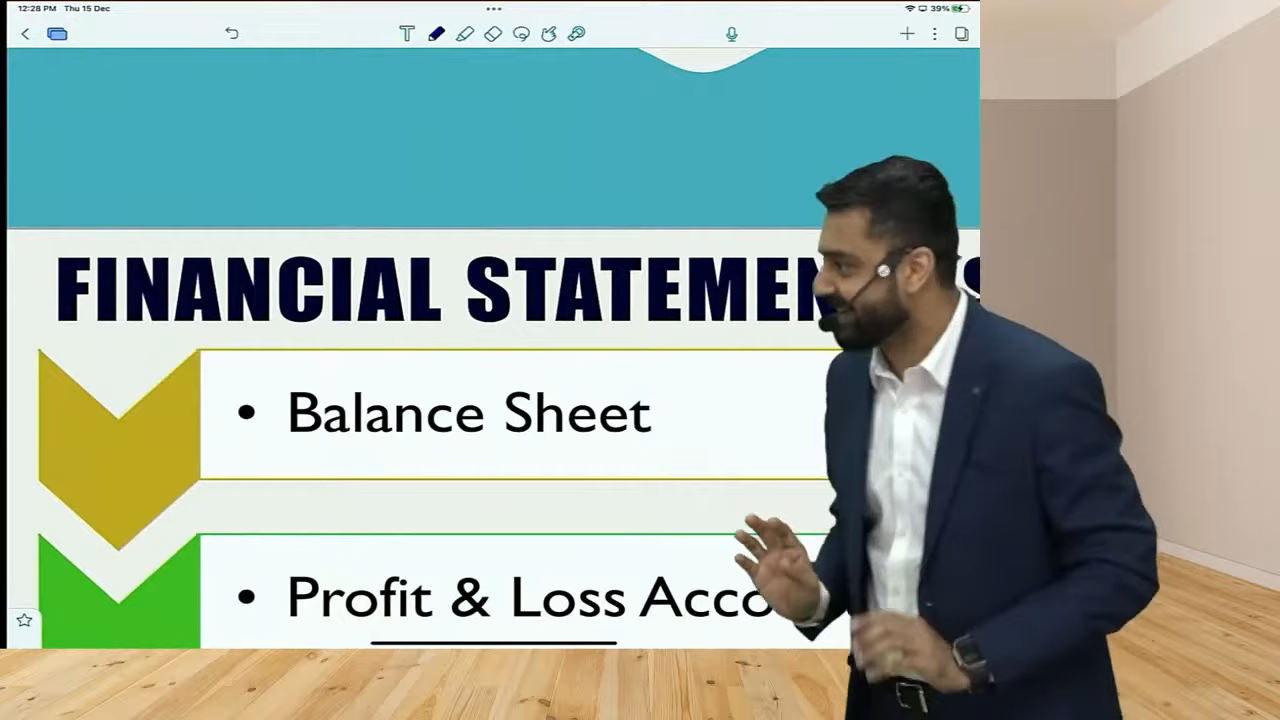 12:28 PM Thu 15 Dec
39%
T
FINANCIAL STATEMEN S
• Balance Sheet
• Profit & Loss Acco